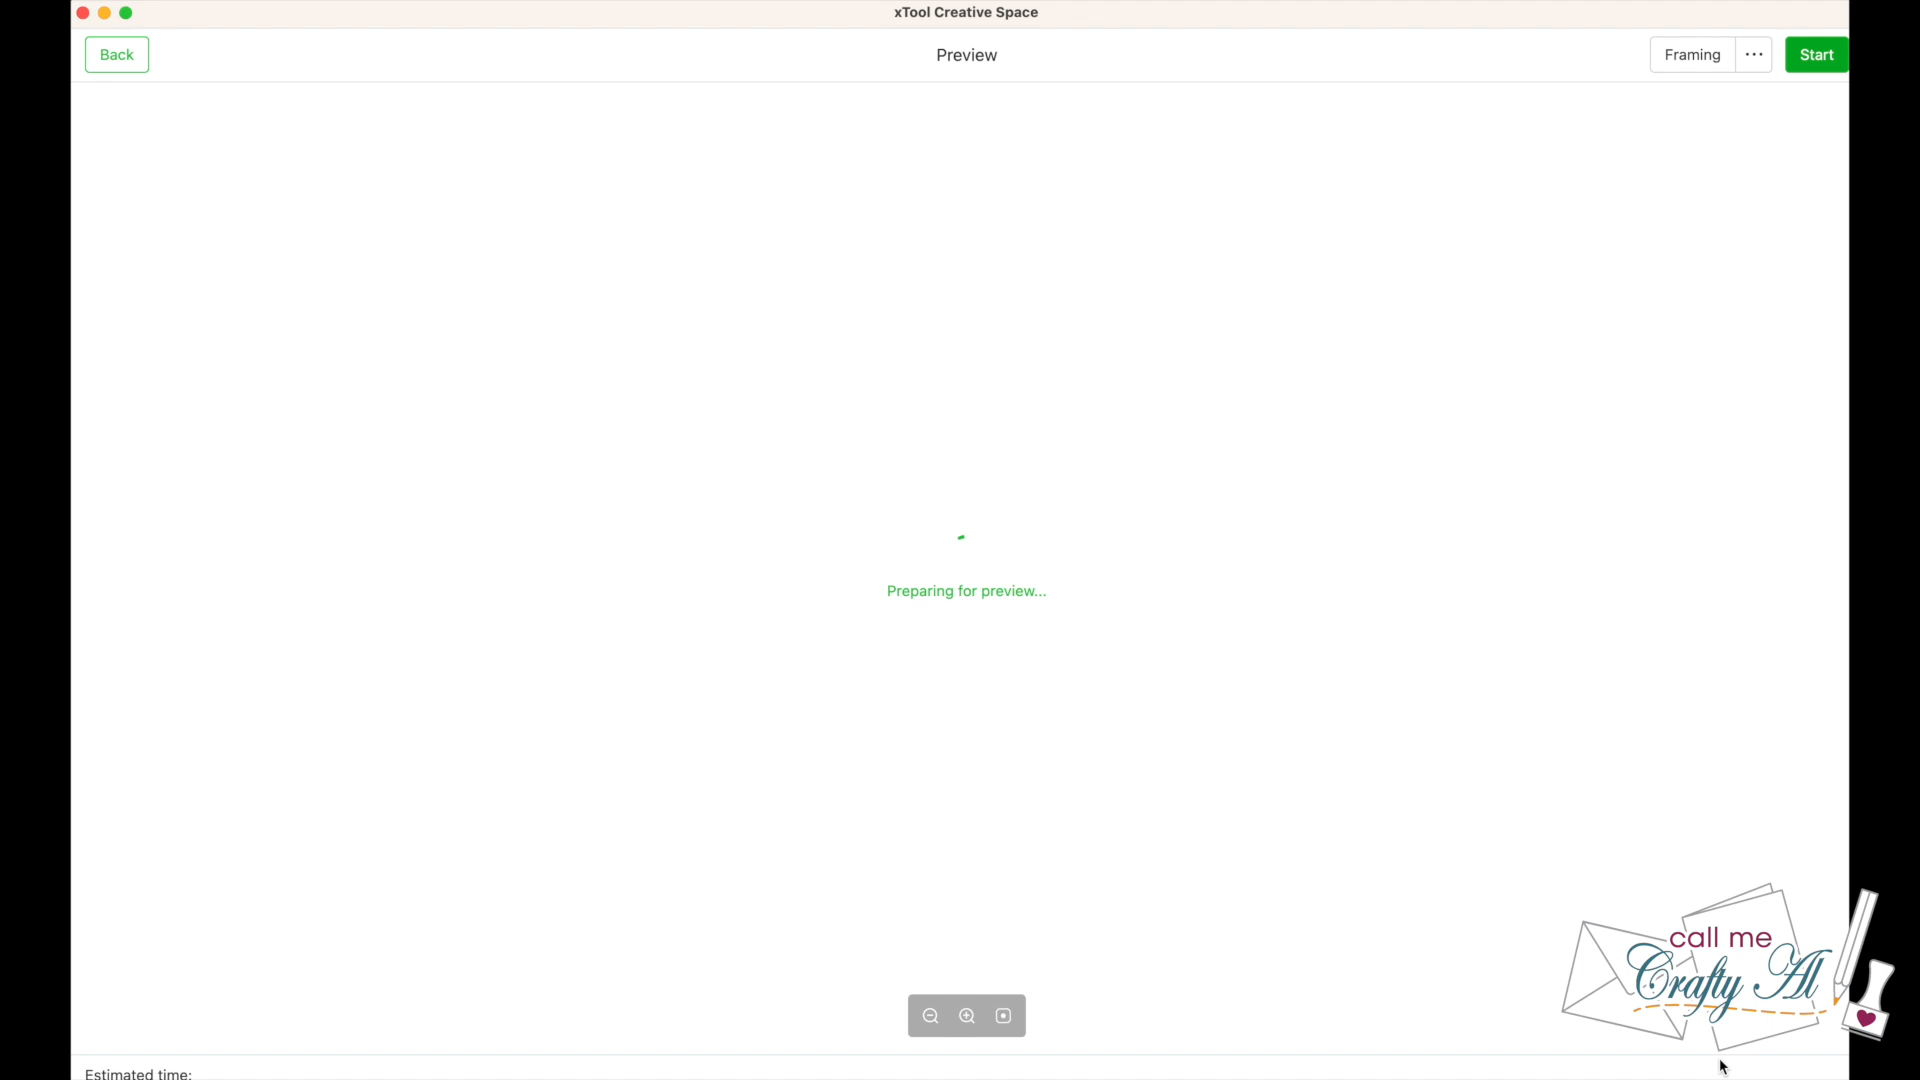 xTool Creative Space
Back
Preview
Framing
Start
Preparing for preview...
call me
Crafty Al
Estimated time: